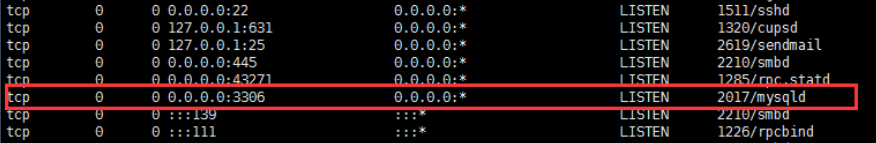 tcp 0 0 0.0.0.0:22 0.0.0.0:* LISTEN 1511/sshd
tcp 0 0 127.0.0.1:631 0.0.0.0:* LISTEN 1320/cupsd
tcp 0 0 127.0.0.1:25 0.0.0.0:* LISTEN 2619/sendmail
tcp 0 0 0.0.0.0:445 0.0.0.0:* LISTEN 2210/smbd
tcp 0 0 0.0.0.0:43271 0.0.0.0:* LISTEN 1285/rpc.statd
tcp 0 0 0.0.0.0:3306 0.0.0.0:* LISTEN 2017/mysqld
tcp 0 0 :::139 :::* LISTEN 2210/smbd
tcp 0 0 :::111 :::* LISTEN 1226/rpcbind